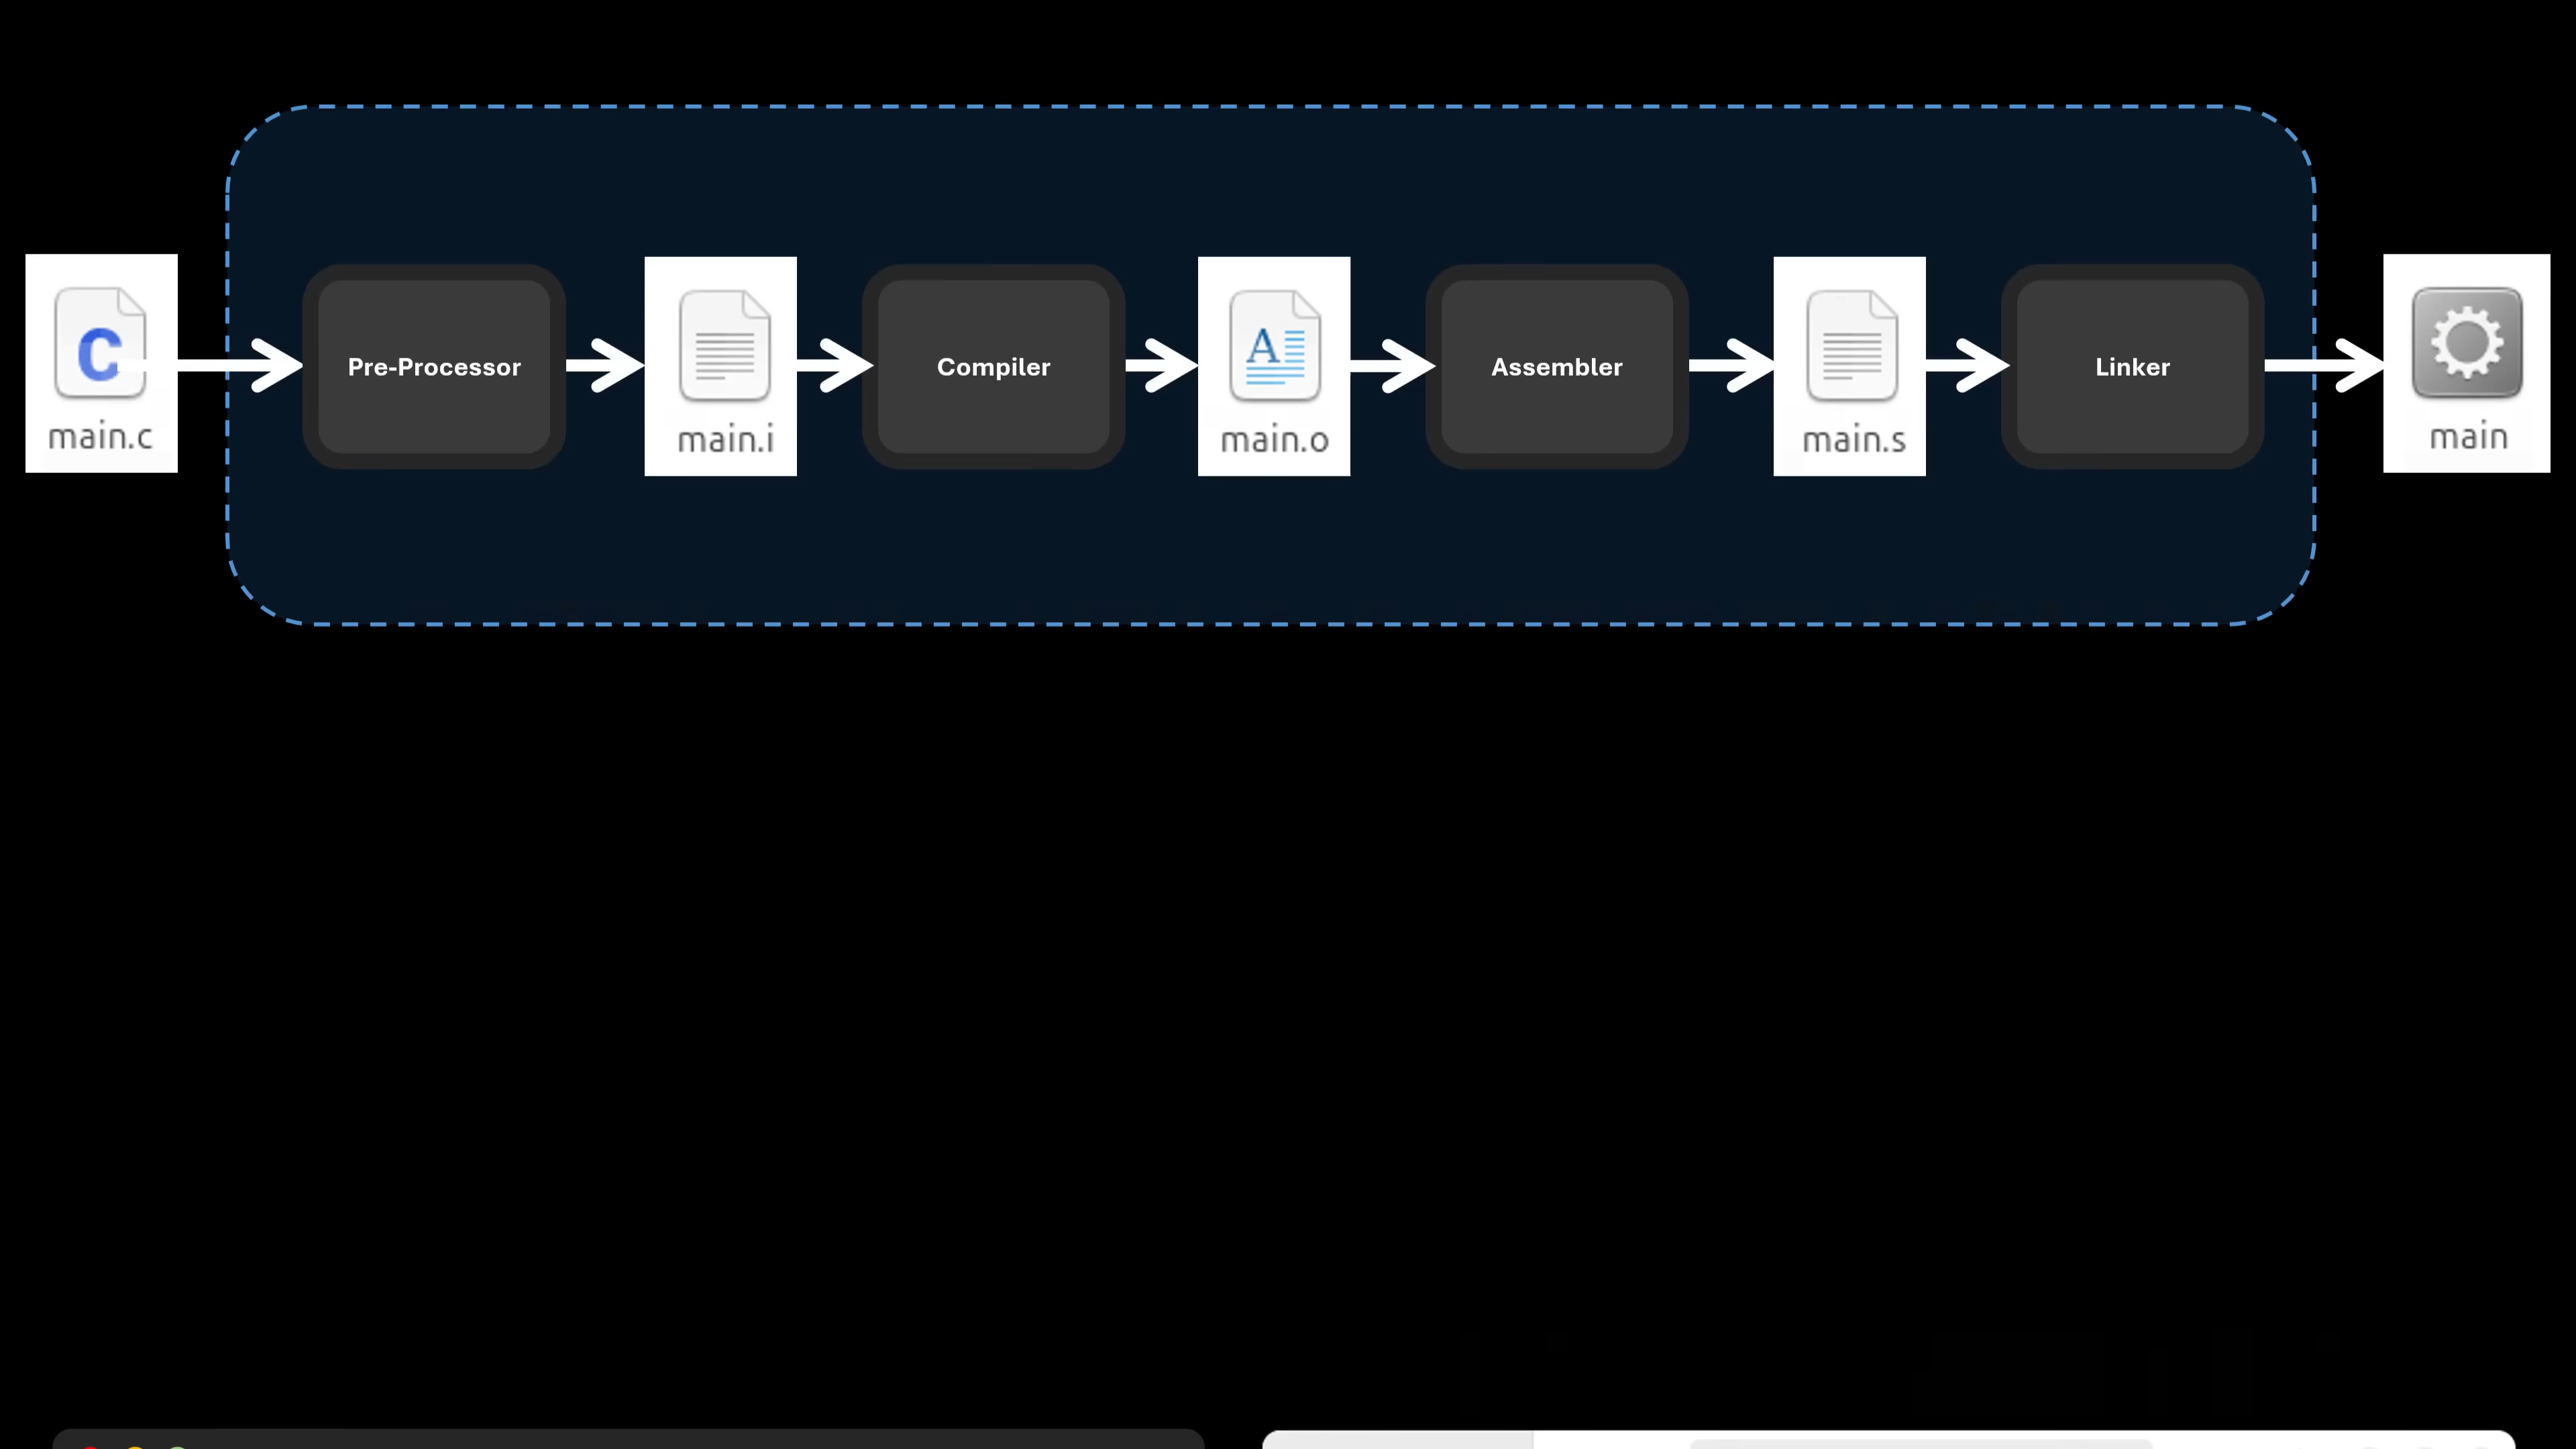 main.c
Pre-Processor
main.i
Compiler
main.o
Assembler
main.s
Linker
main